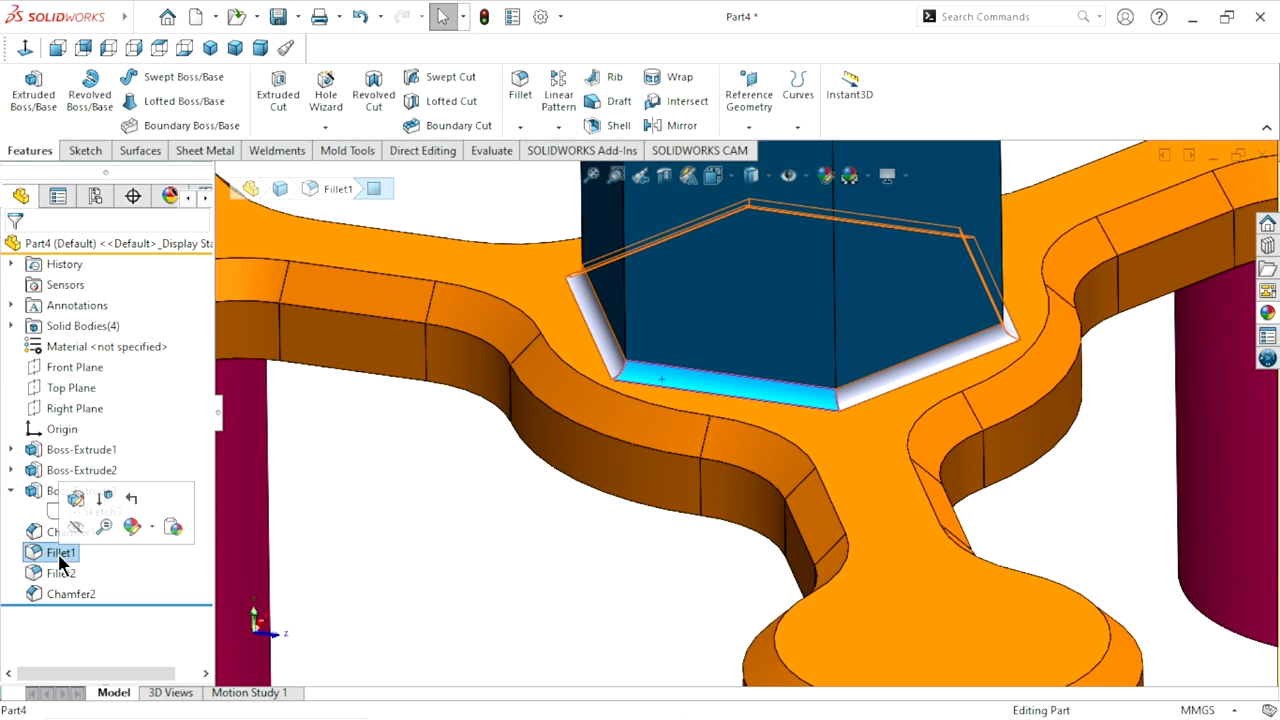 SOLIDWORKS
Part4 *
Search Commands
Extruded Boss/Base
Revolved Boss/Base
Swept Boss/Base
Lofted Boss/Base
Boundary Boss/Base
Extruded Cut
Hole Wizard
Revolved Cut
Swept Cut
Lofted Cut
Boundary Cut
Fillet
Linear Pattern
Rib
Draft
Shell
Wrap
Intersect
Mirror
Reference Geometry
Curves
Instant3D
Features
Sketch
Surfaces
Sheet Metal
Weldments
Mold Tools
Direct Editing
Evaluate
SOLIDWORKS Add-Ins
SOLIDWORKS CAM
Fillet1
Part4 (Default) <<Default>_Display Sta
History
Sensors
Annotations
Solid Bodies(4)
Material <not specified>
Front Plane
Top Plane
Right Plane
Origin
Boss-Extrude1
Boss-Extrude2
Fillet1
Fillet2
Chamfer2
z
Model
3D Views
Motion Study 1
Part4
Editing Part
MMGS